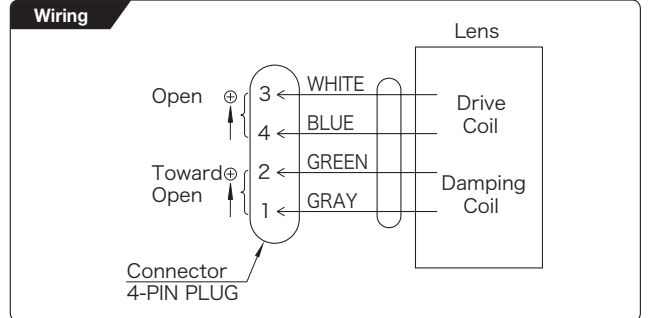 Wiring
Lens
Open ⊕ 3 WHITE
Drive
Coil
4 BLUE
Toward ⊕ 2 GREEN
Open
Damping
Coil
1 GRAY
Connector
4-PIN PLUG